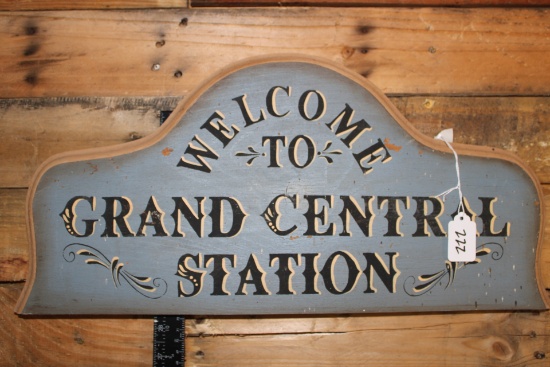 WELCOME
TO
GRAND CENTRAL
STATION
222